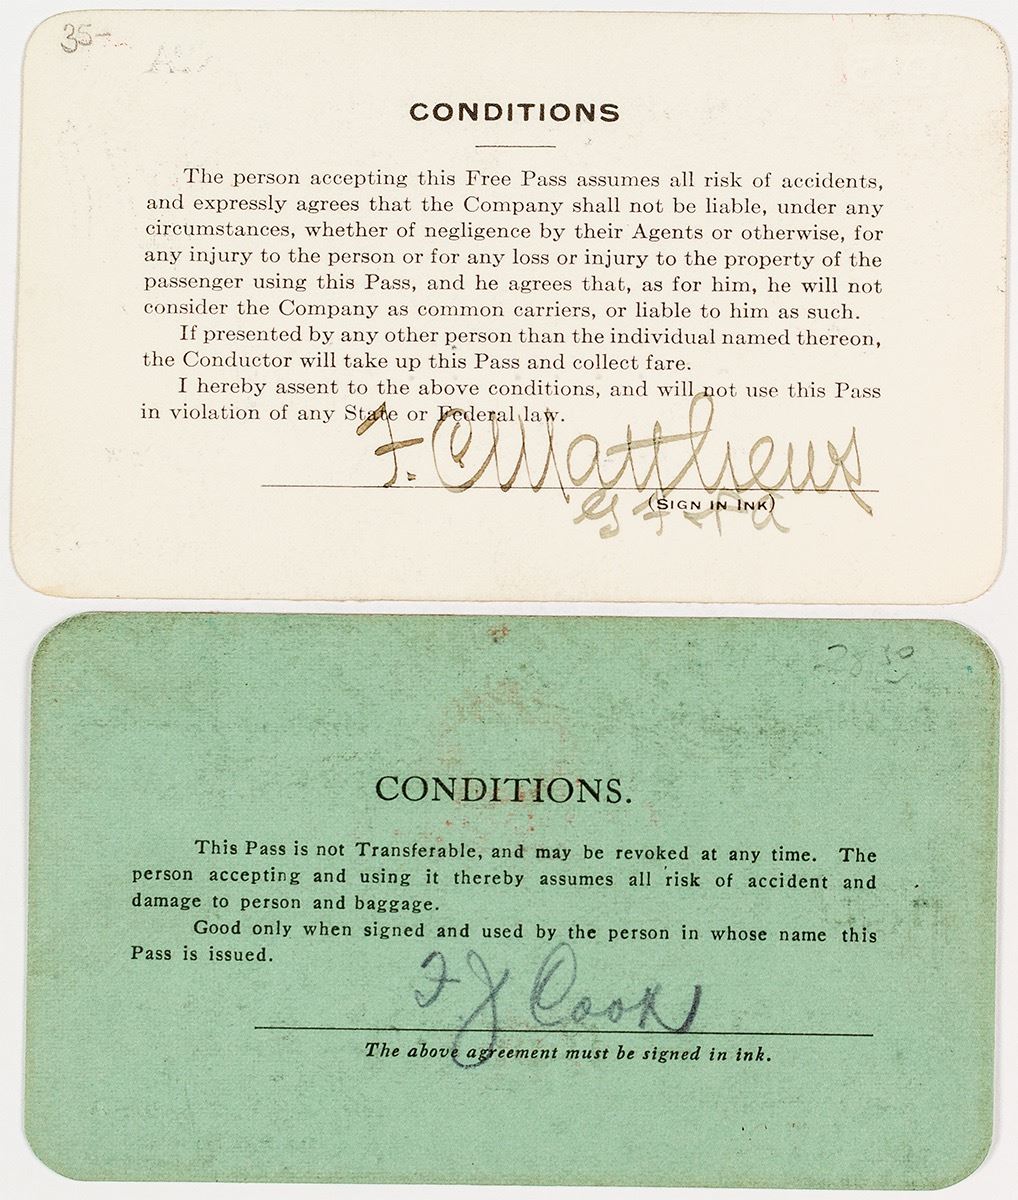 35-
CONDITIONS
The person accepting this Free Pass assumes all risk of accidents,
and expressly agrees that the Company shall not be liable, under any
circumstances, whether of negligence by their Agents or otherwise, for
any injury to the person or for any loss or injury to the property of the
passenger using this Pass, and he agrees that, as for him, he will not
consider the Company as common carriers, or liable to him as such.
If presented by any other person than the individual named thereon,
the Conductor will take up this Pass and collect fare.
I hereby assent to the above conditions, and will not use this Pass
in violation of any State or Federal law.
F. C Matthews
(SIGN IN INK)
CONDITIONS.
This Pass is not Transferable, and may be revoked at any time. The
person accepting and using it thereby assumes all risk of accident and
damage to person and baggage.
Good only when signed and used by the person in whose name this
Pass is issued.
F J Cook
The above agreement must be signed in ink.